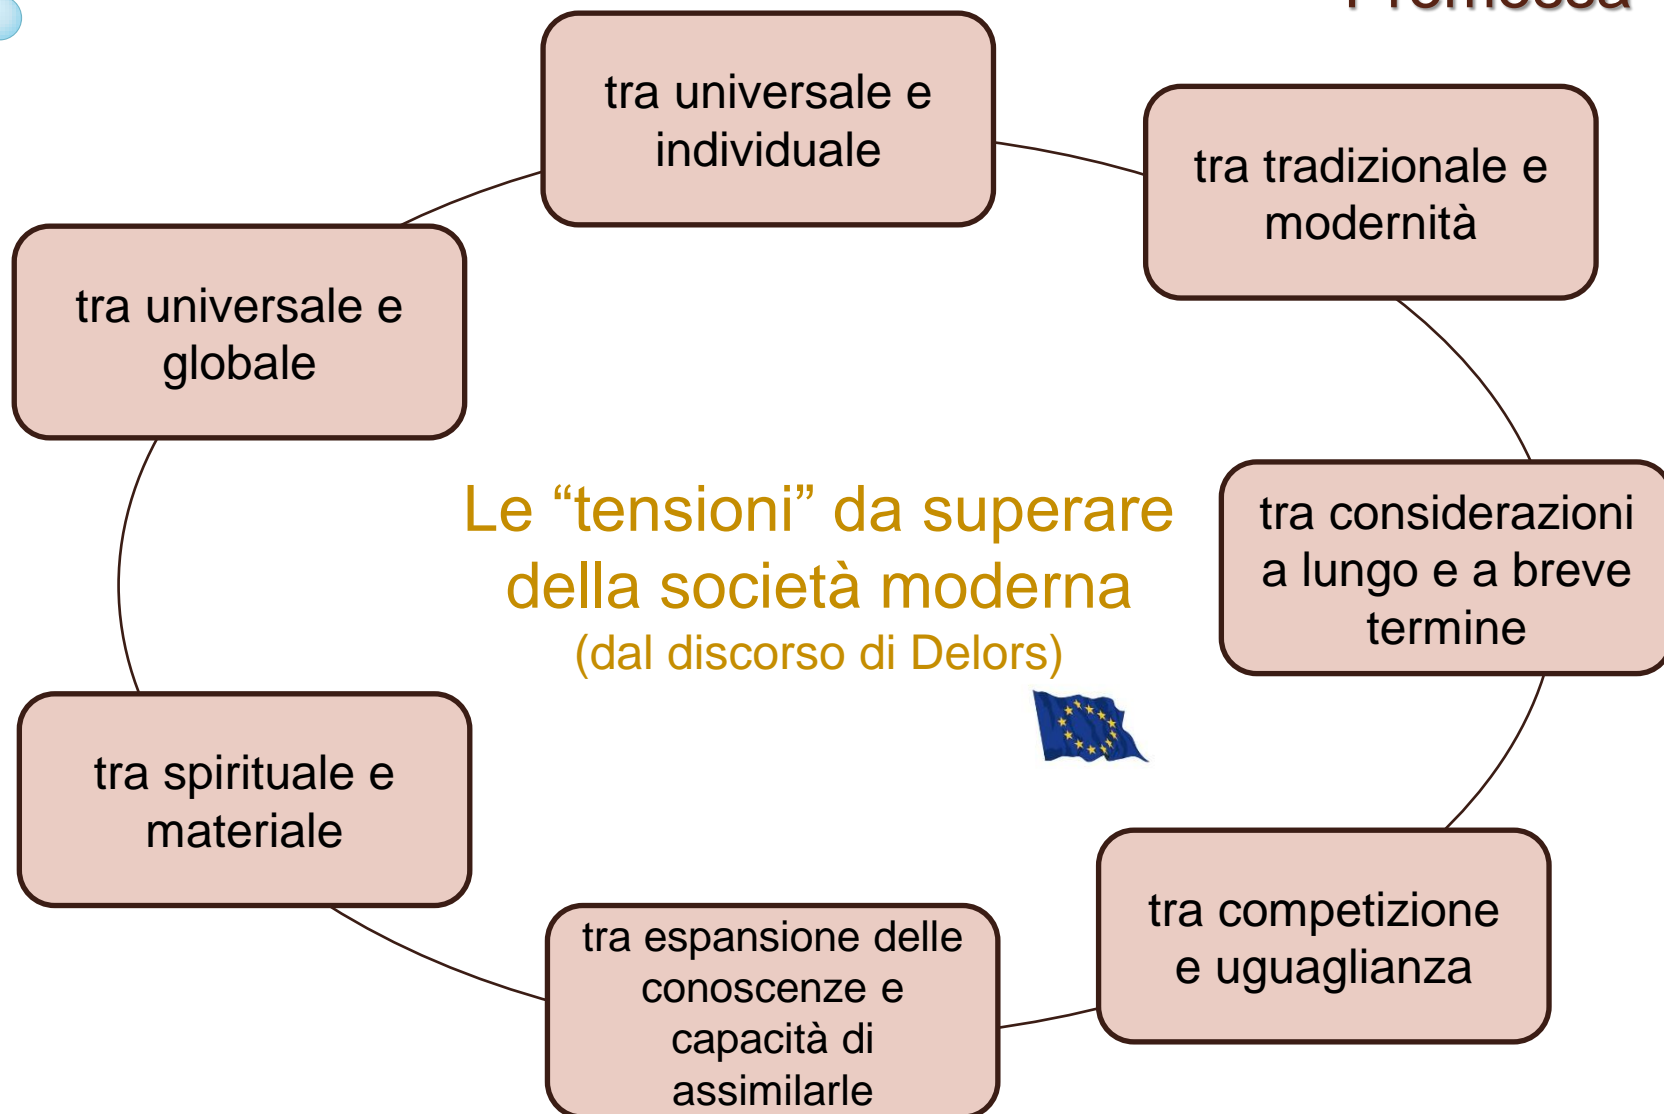 tra universale e
individuale
tra tradizionale e
modernità
tra universale e
globale
Le “tensioni” da superare
della società moderna
(dal discorso di Delors)
tra considerazioni
a lungo e a breve
termine
tra spirituale e
materiale
tra competizione
e uguaglianza
tra espansione delle
conoscenze e
capacità di
assimilarle